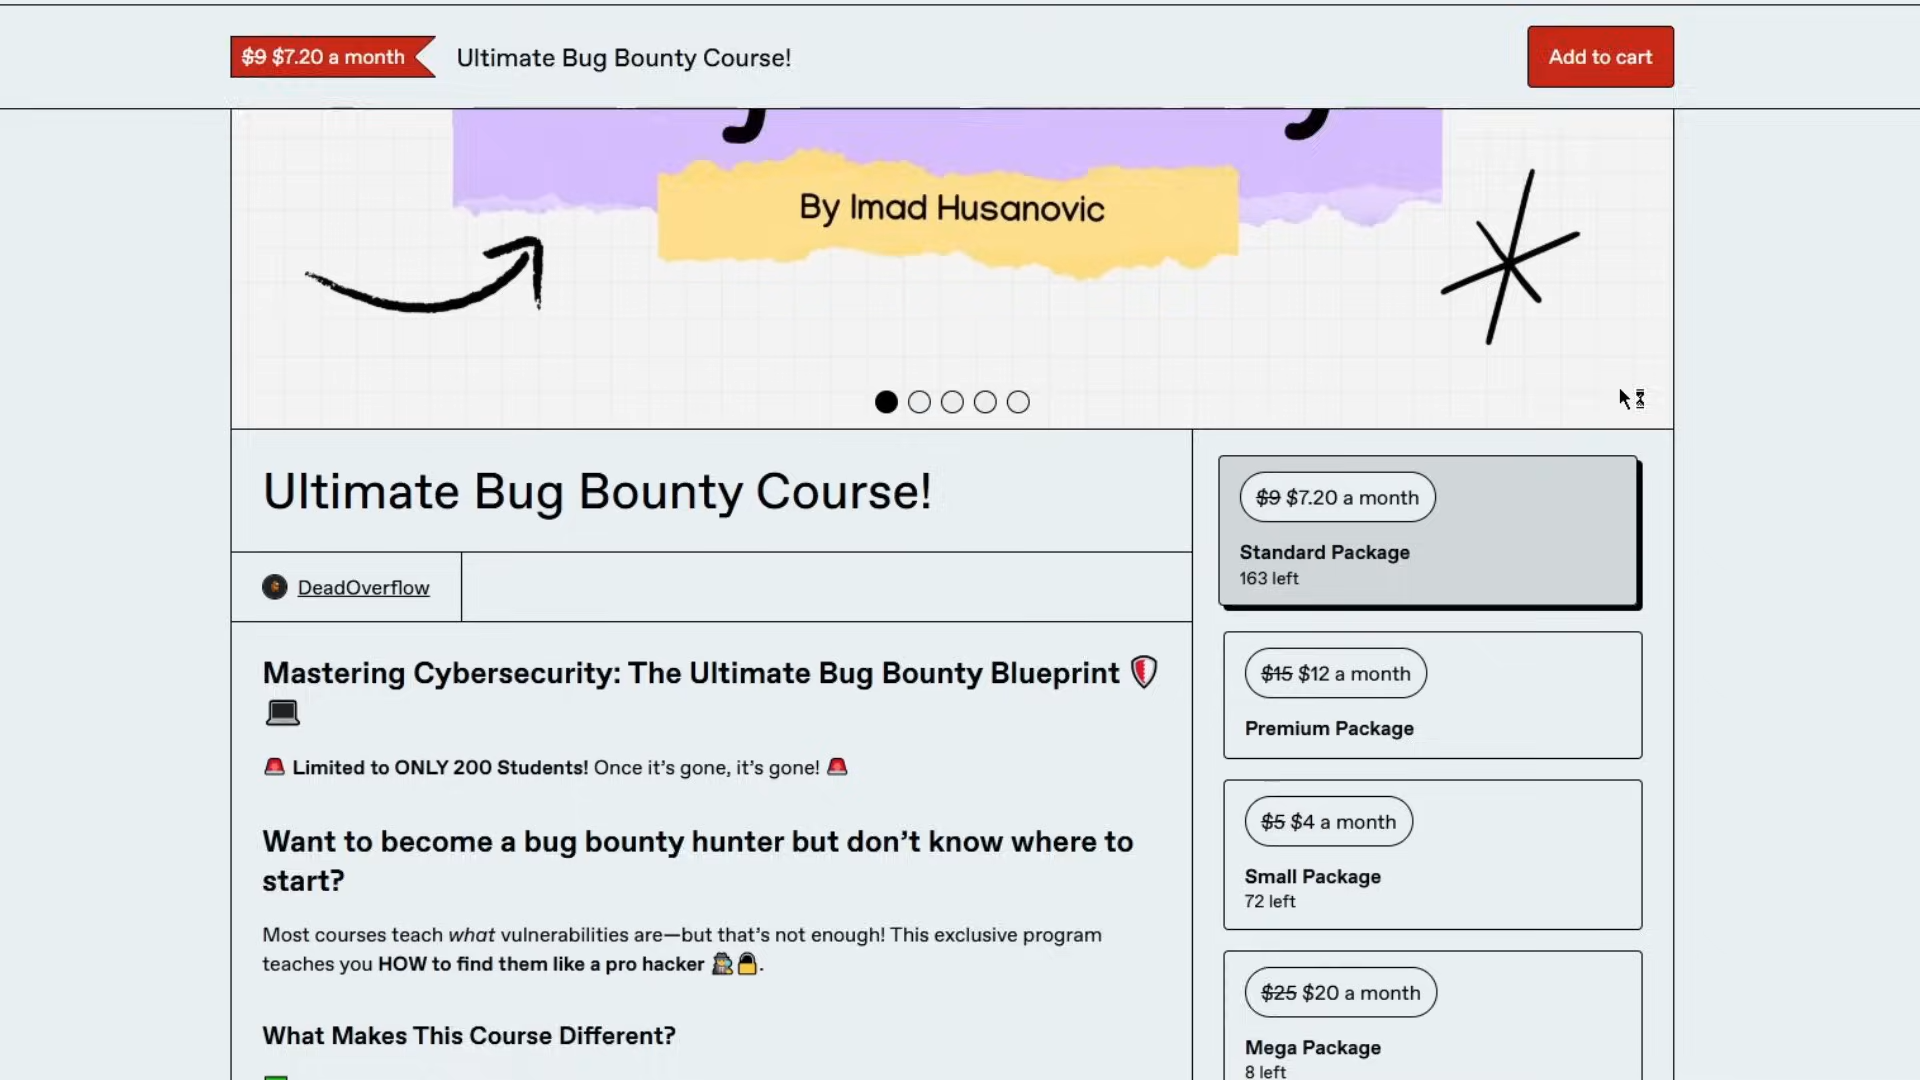 $9 $7.20 a month
Ultimate Bug Bounty Course!
Add to cart
By Imad Husanovic
Ultimate Bug Bounty Course!
DeadOverflow
Mastering Cybersecurity: The Ultimate Bug Bounty Blueprint 🛡️
💻
🚨 Limited to ONLY 200 Students! Once it’s gone, it’s gone! 🚨
Want to become a bug bounty hunter but don’t know where to
start?
Most courses teach what vulnerabilities are—but that’s not enough! This exclusive program
teaches you HOW to find them like a pro hacker 🕵️🔒.
What Makes This Course Different?
$9 $7.20 a month
Standard Package
163 left
$15 $12 a month
Premium Package
$5 $4 a month
Small Package
72 left
$25 $20 a month
Mega Package
8 left